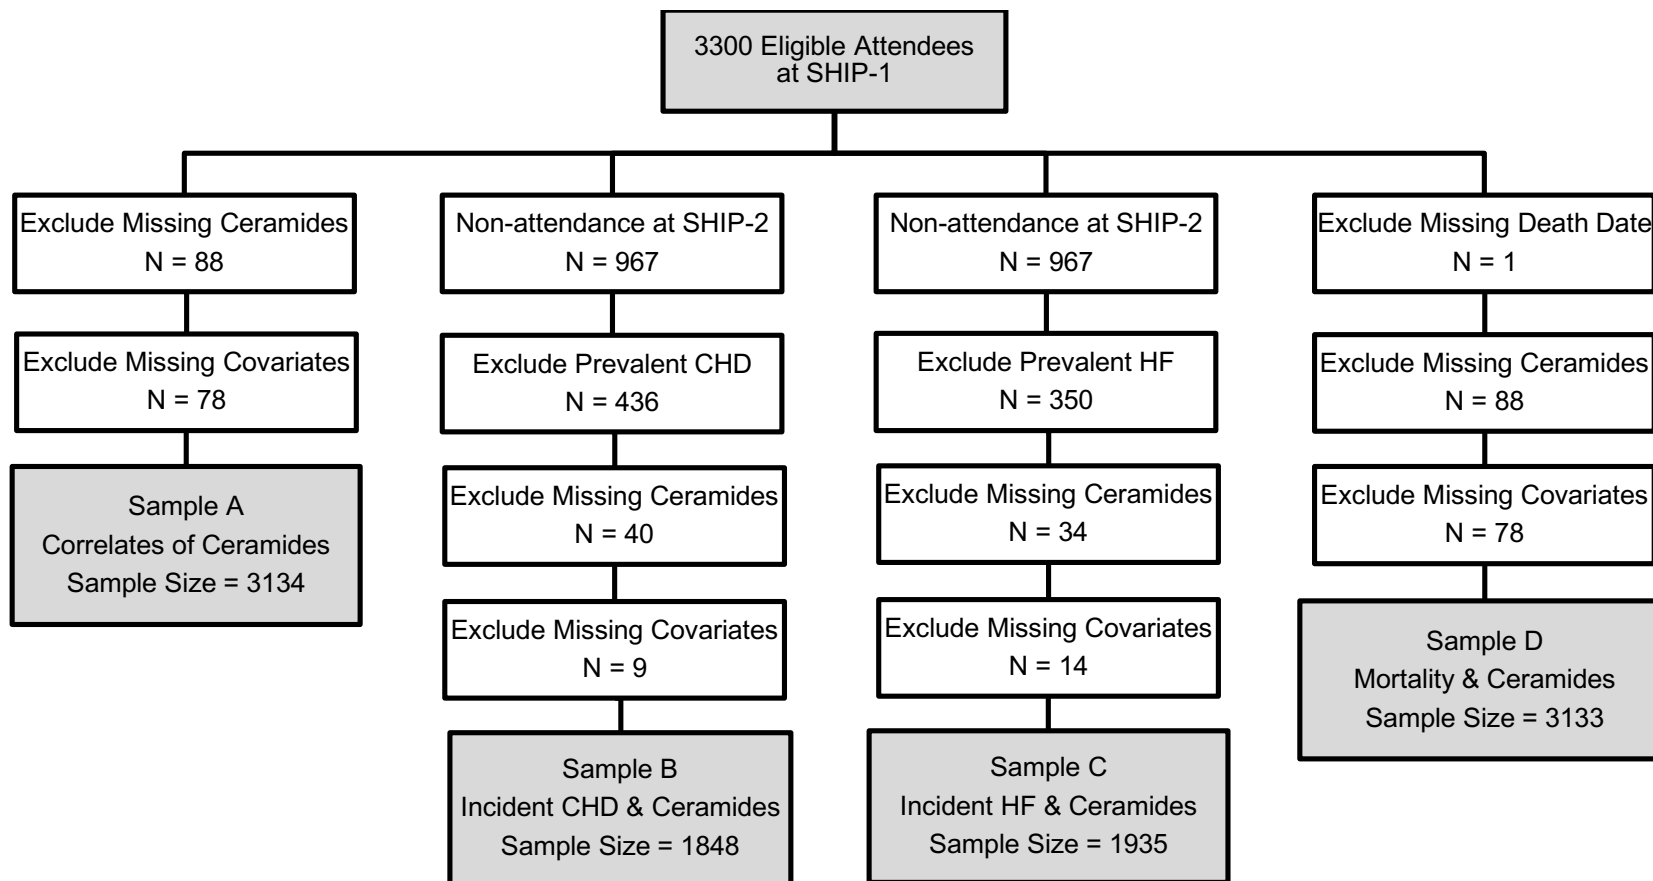 3300 Eligible Attendees
at SHIP-1
Exclude Missing Ceramides
N = 88
Exclude Missing Covariates
N = 78
Sample A
Correlates of Ceramides
Sample Size = 3134
Non-attendance at SHIP-2
N = 967
Exclude Prevalent CHD
N = 436
Exclude Missing Ceramides
N = 40
Exclude Missing Covariates
N = 9
Sample B
Incident CHD & Ceramides
Sample Size = 1848
Non-attendance at SHIP-2
N = 967
Exclude Prevalent HF
N = 350
Exclude Missing Ceramides
N = 34
Exclude Missing Covariates
N = 14
Sample C
Incident HF & Ceramides
Sample Size = 1935
Exclude Missing Death Date
N = 1
Exclude Missing Ceramides
N = 88
Exclude Missing Covariates
N = 78
Sample D
Mortality & Ceramides
Sample Size = 3133